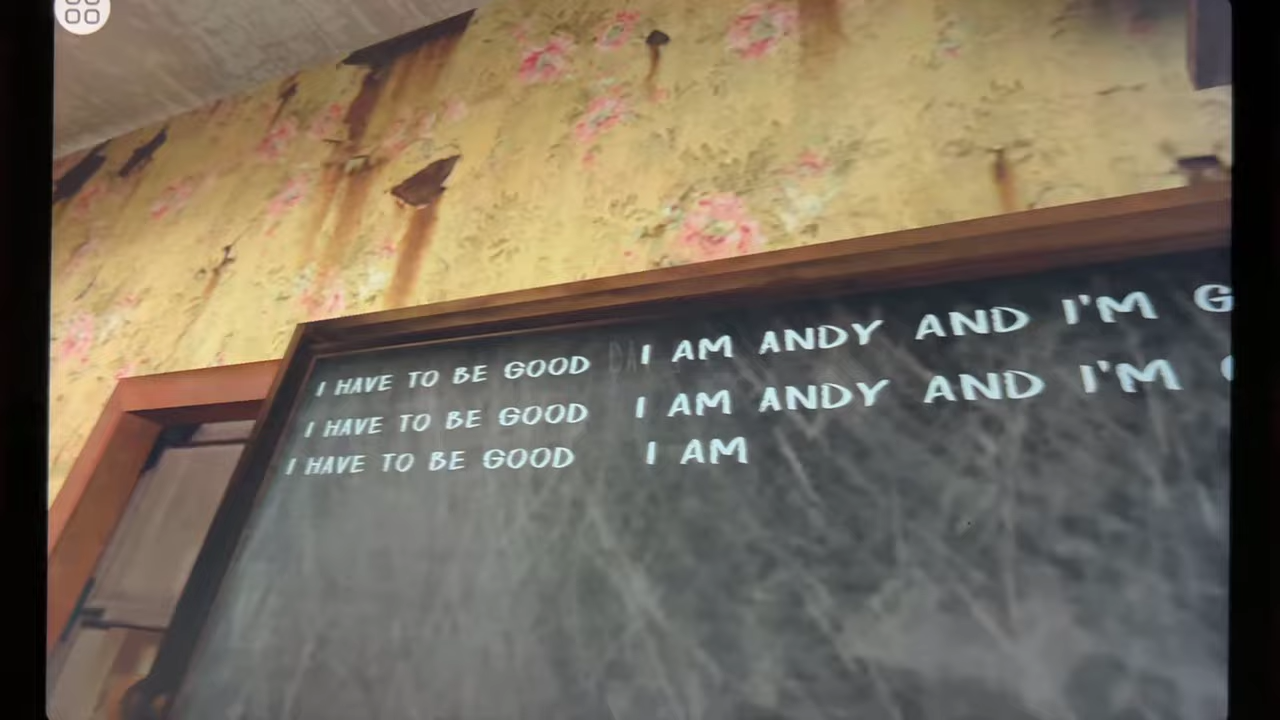 I HAVE TO BE GOOD I AM ANDY AND I'M G
I HAVE TO BE GOOD I AM ANDY AND I'M
I HAVE TO BE GOOD I AM